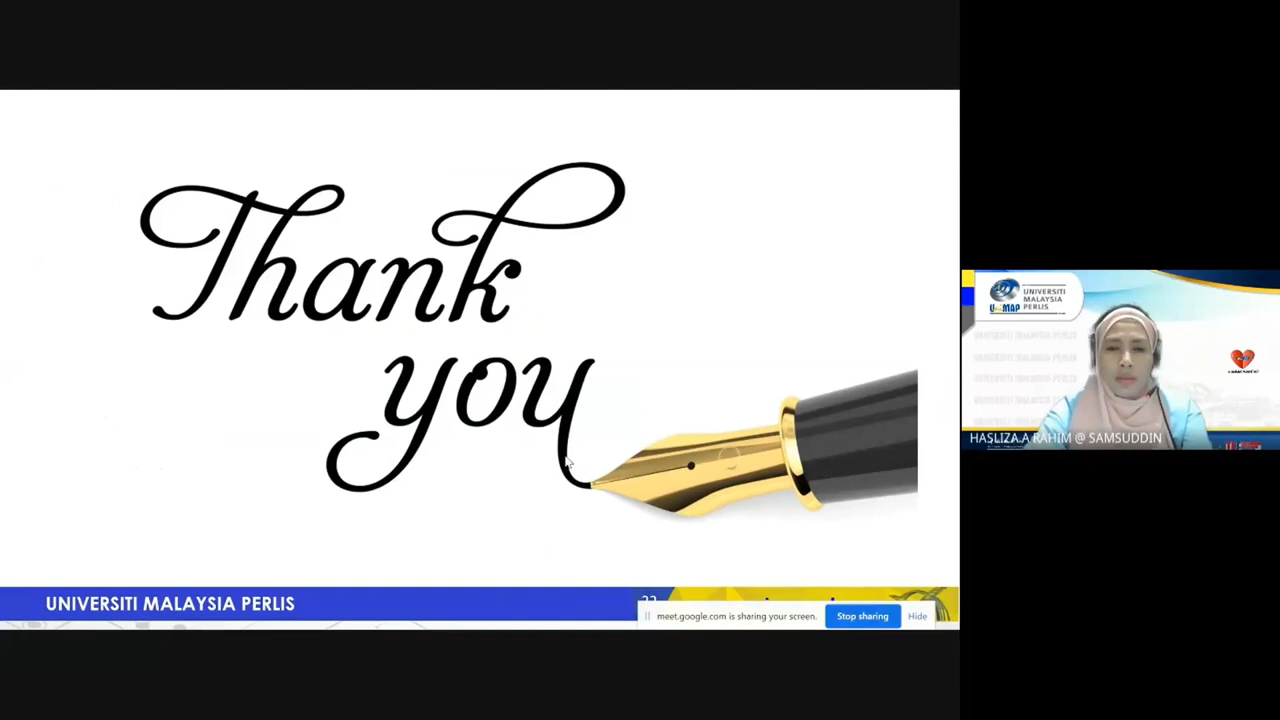 Thank
you
UNIVERSITI MALAYSIA PERLIS
meet.google.com is sharing your screen.
Stop sharing
Hide
UniMAP
UNIVERSITI
MALAYSIA
PERLIS
HASLIZA A RAHIM @ SAMSUDDIN